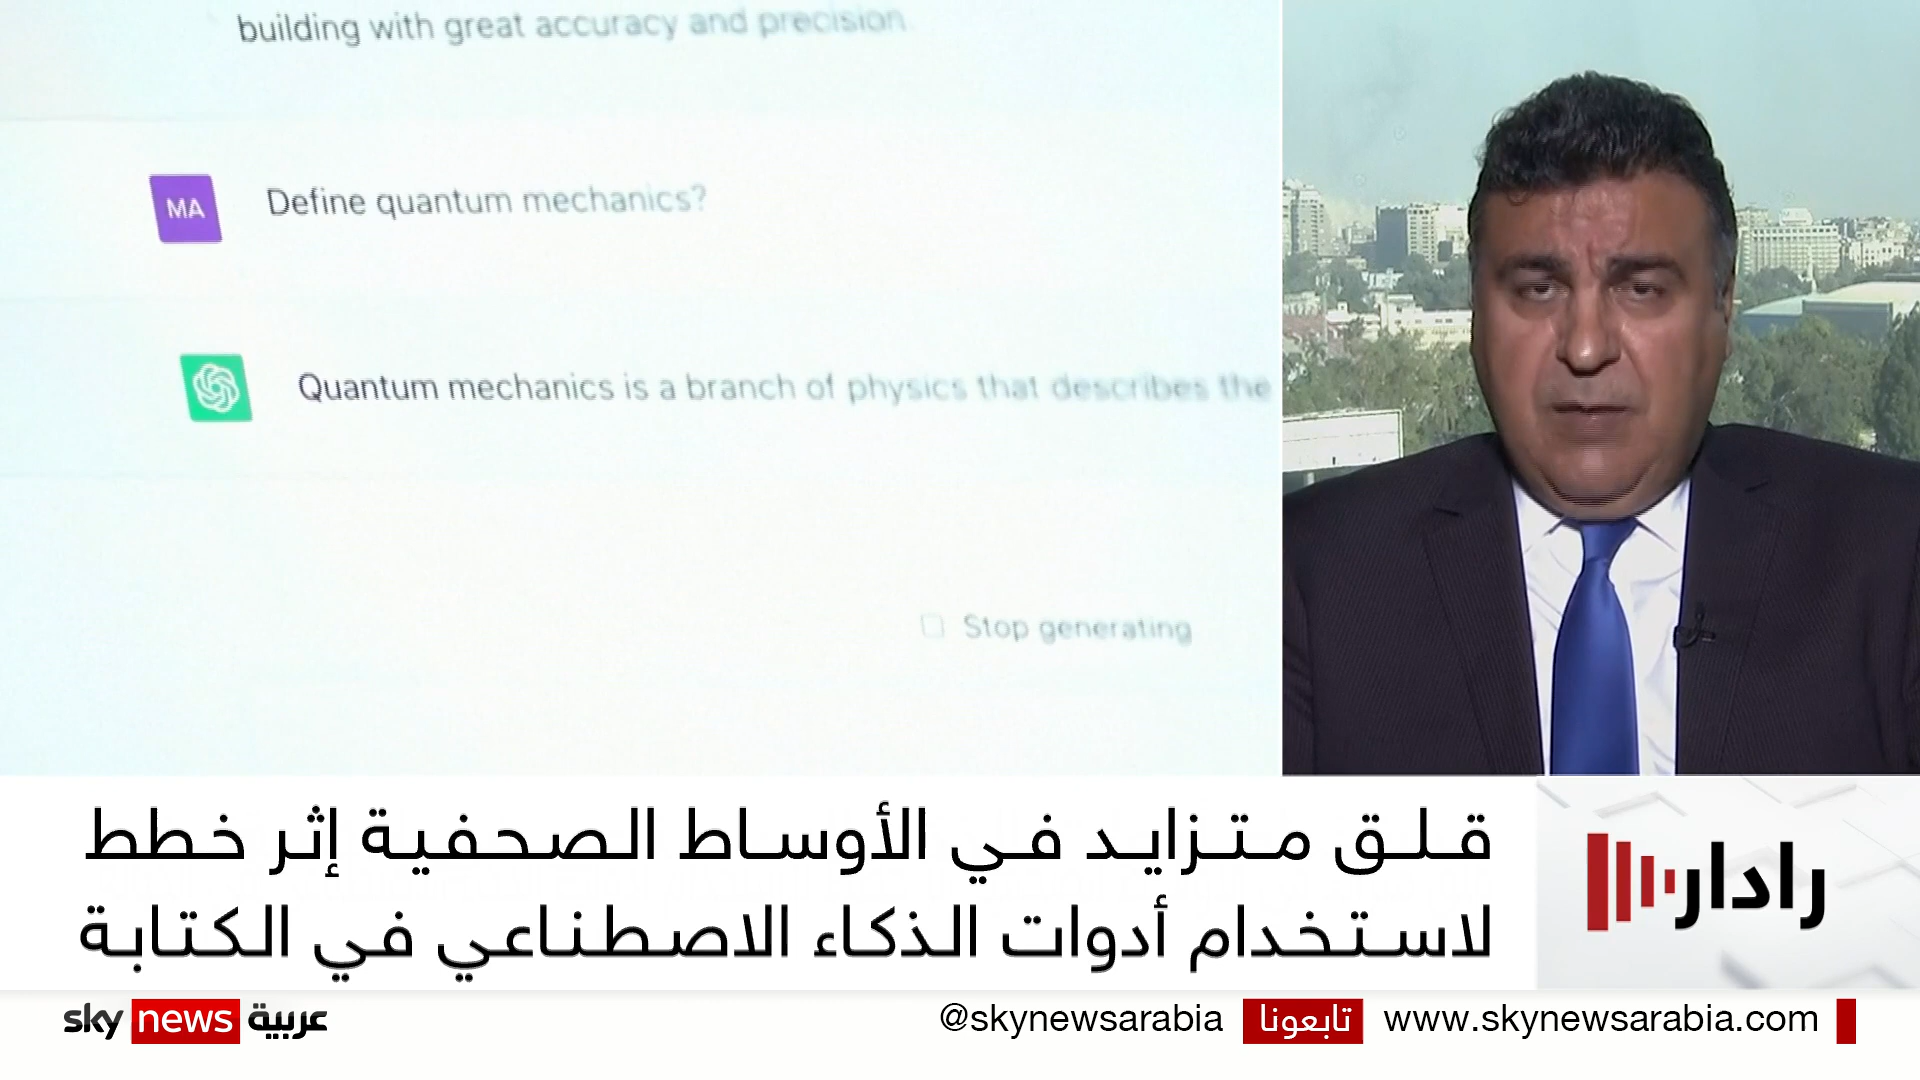 building with great accuracy and precision
MA
Define quantum mechanics?
Quantum mechanics is a branch of physics that describes the
Stop generating
قلق متزايد في الأوساط الصحفية إثر خطط
لاستخدام أدوات الذكاء الاصطناعي في الكتابة
رادار
sky news عربية
@skynewsarabia تابعونا www.skynewsarabia.com